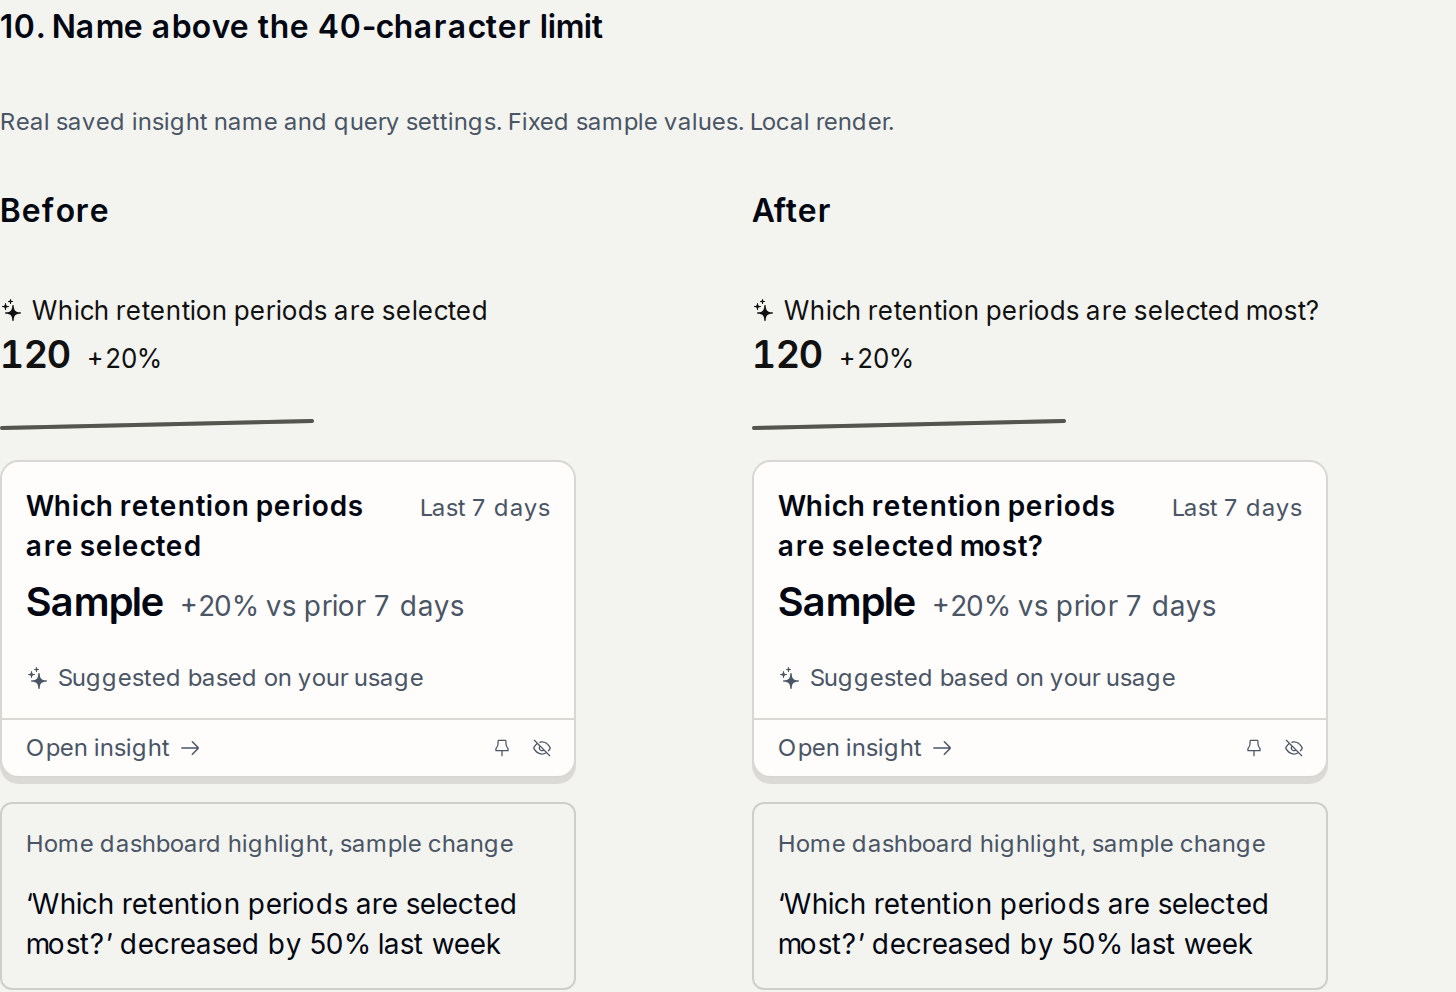 10. Name above the 40-character limit
Real saved insight name and query settings. Fixed sample values. Local render.
Before
Which retention periods are selected
120 +20%
Which retention periods
are selected
Last 7 days
Sample +20% vs prior 7 days
Suggested based on your usage
Open insight →
Home dashboard highlight, sample change
‘Which retention periods are selected
most?’ decreased by 50% last week
After
Which retention periods are selected most?
120 +20%
Which retention periods
are selected most?
Last 7 days
Sample +20% vs prior 7 days
Suggested based on your usage
Open insight →
Home dashboard highlight, sample change
‘Which retention periods are selected
most?’ decreased by 50% last week